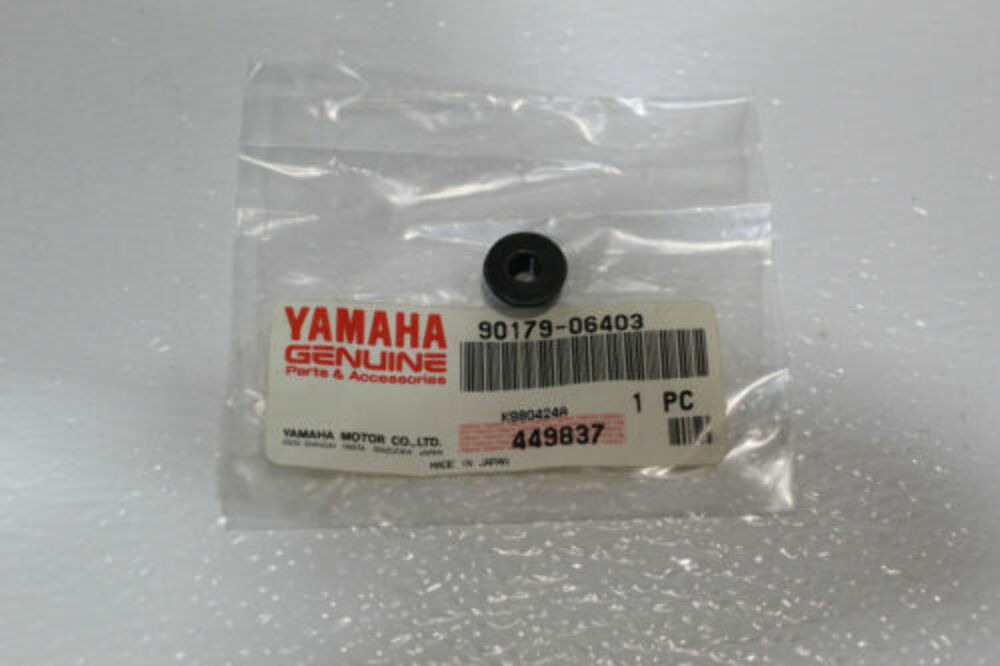 YAMAHA
GENUINE
Parts & Accessories
90179-06403
1 PC
K980424A
449837
YAMAHA MOTOR CO.,LTD.
MADE IN JAPAN